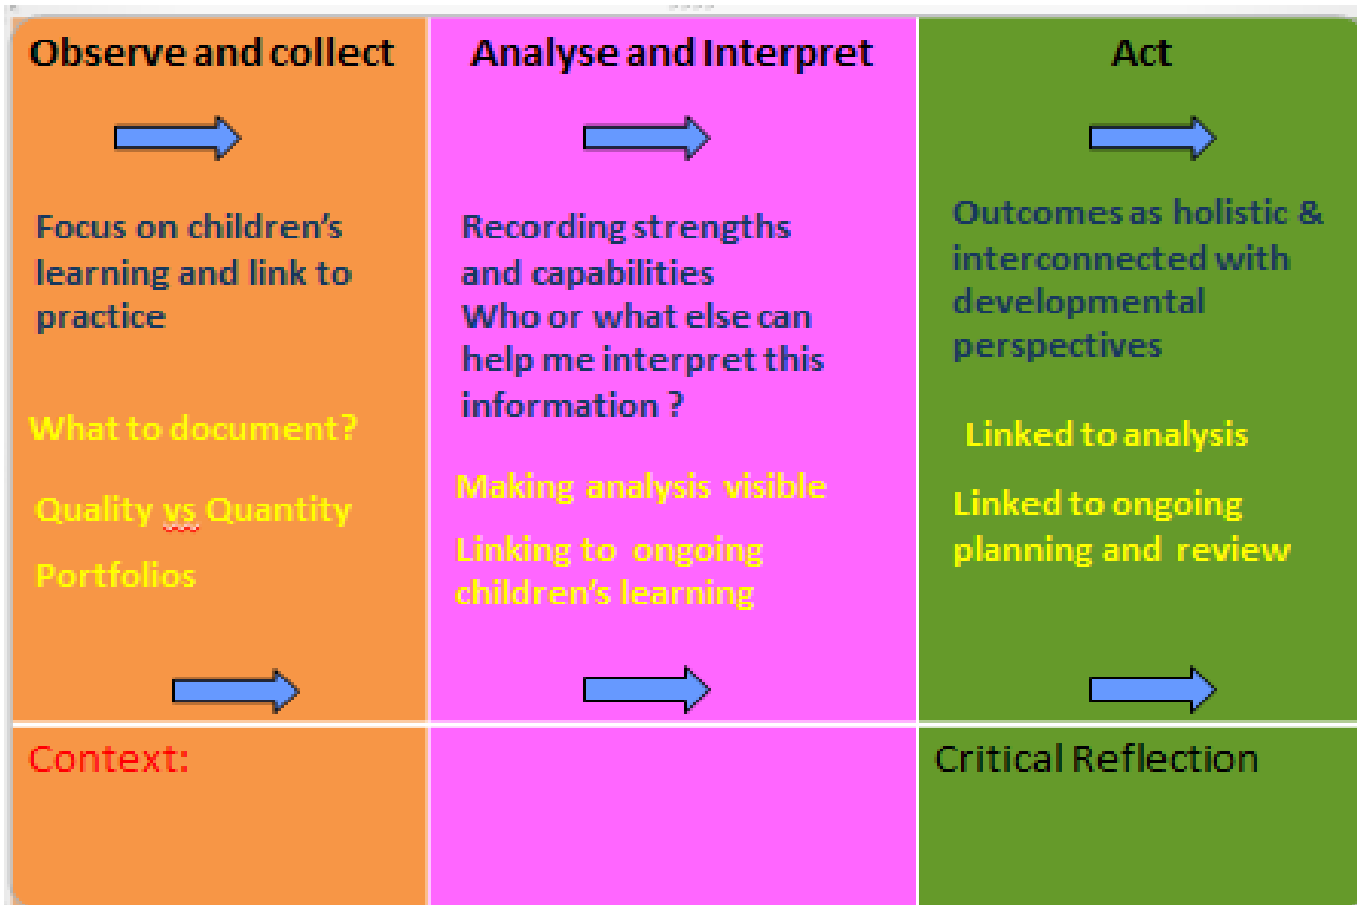 Observe and collect
Focus on children's
learning and link to
practice
What to document?
Quality vs Quantity
Portfolios
Context:
Analyse and Interpret
Recording strengths
and capabilities
Who or what else can
help me interpret this
information ?
Making analysis visible
Linking to ongoing
children's learning
Act
Outcomes as holistic &
interconnected with
developmental
perspectives
Linked to analysis
Linked to ongoing
planning and review
Critical Reflection